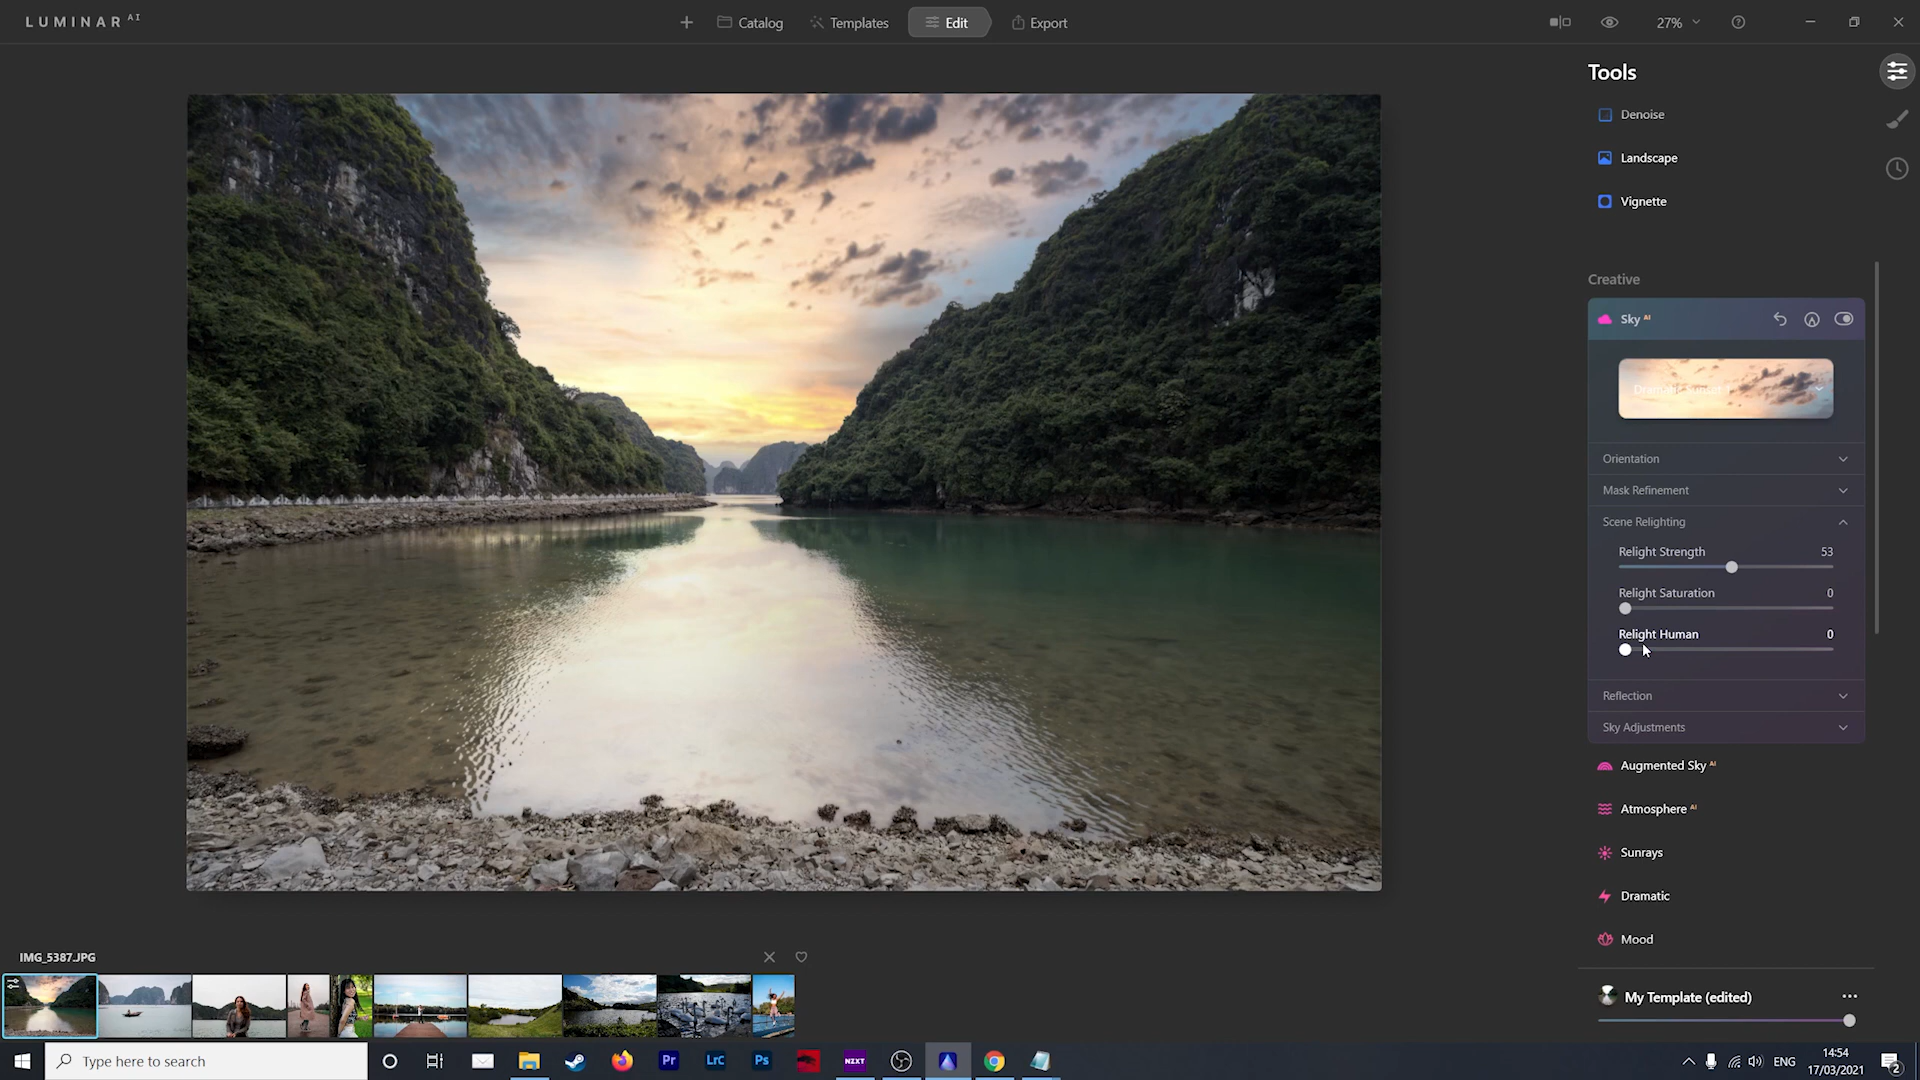 LUMINAR AI
Catalog
Templates
Edit
Export
27%
Tools
Denoise
Landscape
Vignette
Creative
Sky AI
Orientation
Mask Refinement
Scene Relighting
Relight Strength 53
Relight Saturation 0
Relight Human 0
Reflection
Sky Adjustments
Augmented Sky AI
Atmosphere AI
Sunrays
Dramatic
Mood
IMG_5387.JPG
My Template (edited)
Type here to search
Pr
LrC
Ps
NZXT
ENG
14:54
17/03/2021
2